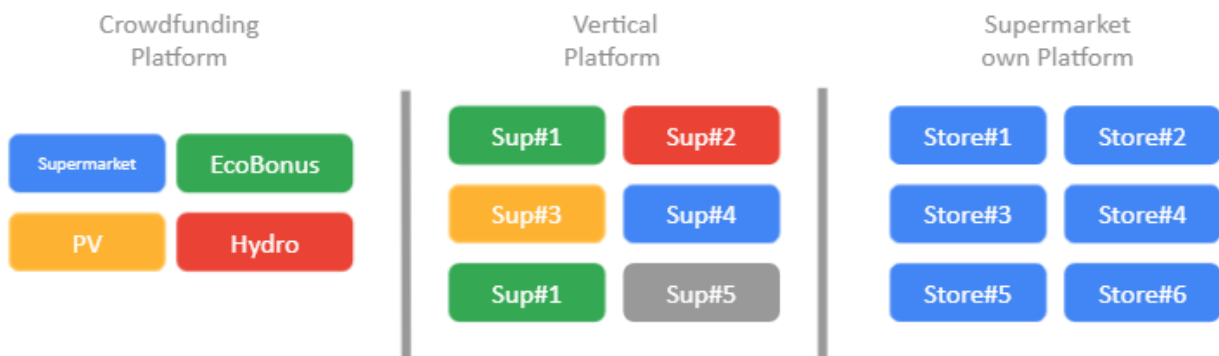 Crowdfunding
Platform
Vertical
Platform
Supermarket
own Platform
Supermarket
EcoBonus
PV
Hydro
Sup#1
Sup#2
Sup#3
Sup#4
Sup#1
Sup#5
Store#1
Store#2
Store#3
Store#4
Store#5
Store#6